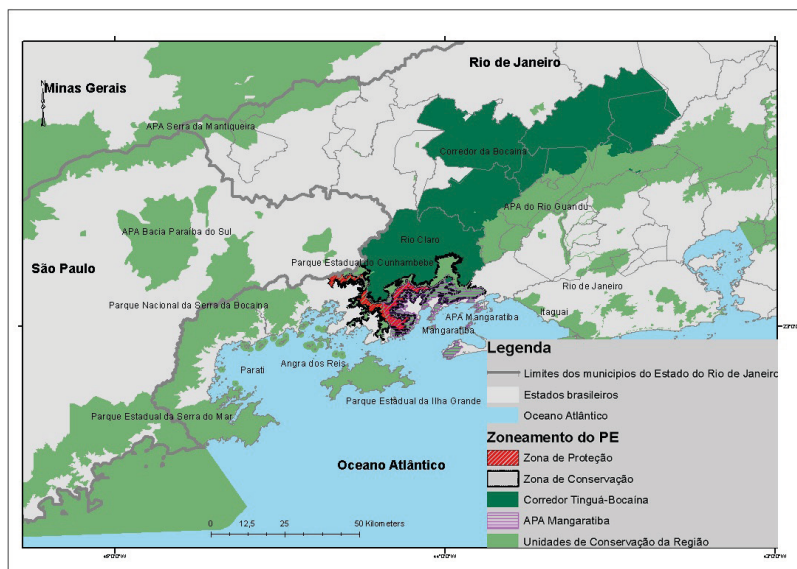 Rio de Janeiro
Minas Gerais
N
APA Serra da Mantiqueira
Corredor da Bocaina
APA do Rio Guandu
APA Bacia Paraíba do Sul
Rio Claro
São Paulo
Parque Estadual do Cunhambebe
Rio de Janeiro
Parque Nacional da Serra da Bocaina
Itaguaí
APA Mangaratiba
Mangaratiba
Angra dos Reis
Parati
Parque Estadual da Ilha Grande
Parque Estadual da Serra do Mar
Oceano Atlântico
0 12,5 25 50 Kilometers
Legenda
Limites dos municipios do Estado do Rio de Janeiro
Estados brasileiros
Oceano Atlântico
Zoneamento do PE
Zona de Proteção
Zona de Conservação
Corredor Tinguá-Bocaína
APA Mangaratiba
Unidades de Conservação da Região